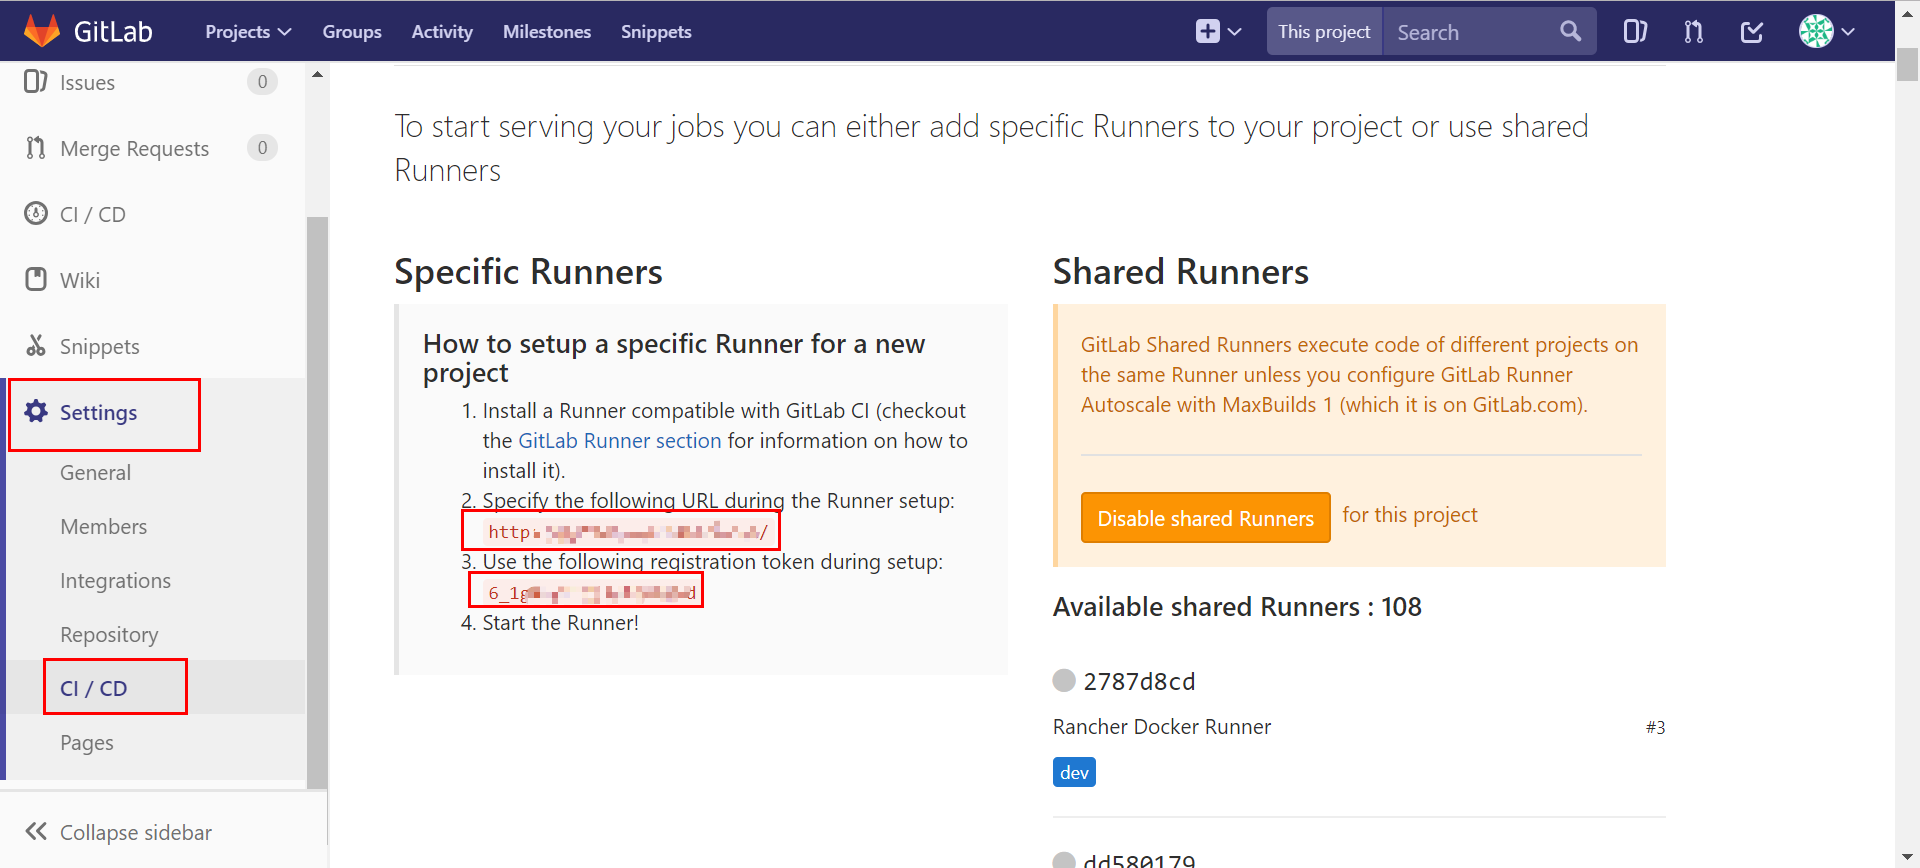 GitLab Projects Groups Activity Milestones Snippets This project Search
Issues 0
Merge Requests 0
CI / CD
Wiki
Snippets
Settings
General
Members
Integrations
Repository
CI / CD
Pages
Collapse sidebar
To start serving your jobs you can either add specific Runners to your project or use shared
Runners
Specific Runners
How to setup a specific Runner for a new
project
1. Install a Runner compatible with GitLab CI (checkout
the GitLab Runner section for information on how to
install it).
2. Specify the following URL during the Runner setup:
http /
3. Use the following registration token during setup:
6_1g d
4. Start the Runner!
Shared Runners
GitLab Shared Runners execute code of different projects on
the same Runner unless you configure GitLab Runner
Autoscale with MaxBuilds 1 (which it is on GitLab.com).
Disable shared Runners for this project
Available shared Runners : 108
2787d8cd
Rancher Docker Runner #3
dev
dd580179